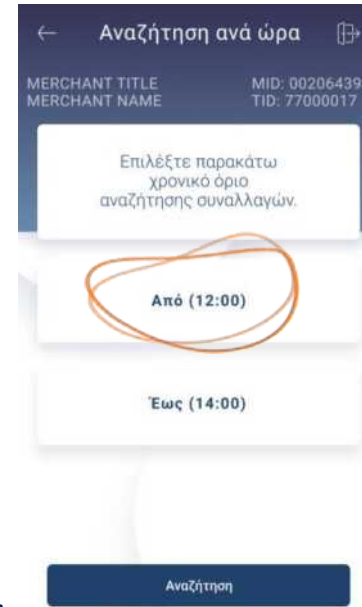 Αναζήτηση ανά ώρα
MERCHANT TITLE MID: 00206439
MERCHANT NAME TID: 77000017
Επιλέξτε παρακάτω
χρονικό όριο
αναζήτησης συναλλαγών.
Από (12:00)
Έως (14:00)
Αναζήτηση